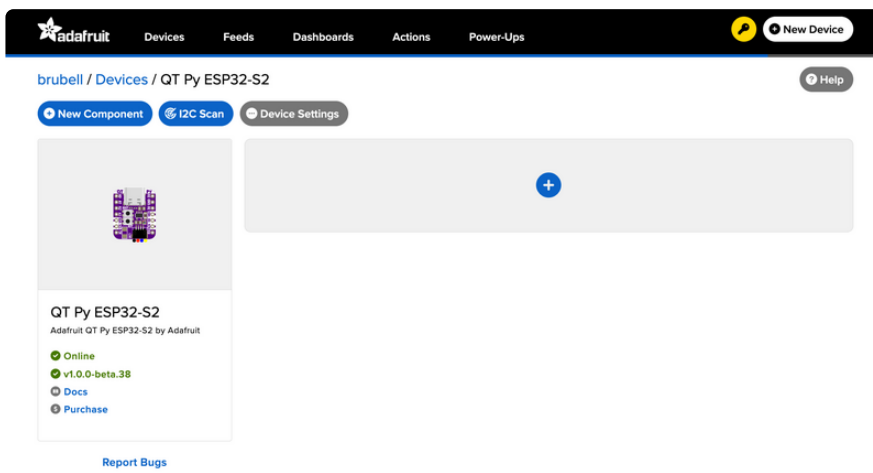 adafruit Devices Feeds Dashboards Actions Power-Ups New Device
brubell / Devices / QT Py ESP32-S2 Help
New Component I2C Scan Device Settings
QT Py ESP32-S2
Adafruit QT Py ESP32-S2 by Adafruit
Online
v1.0.0-beta.38
Docs
Purchase
Report Bugs